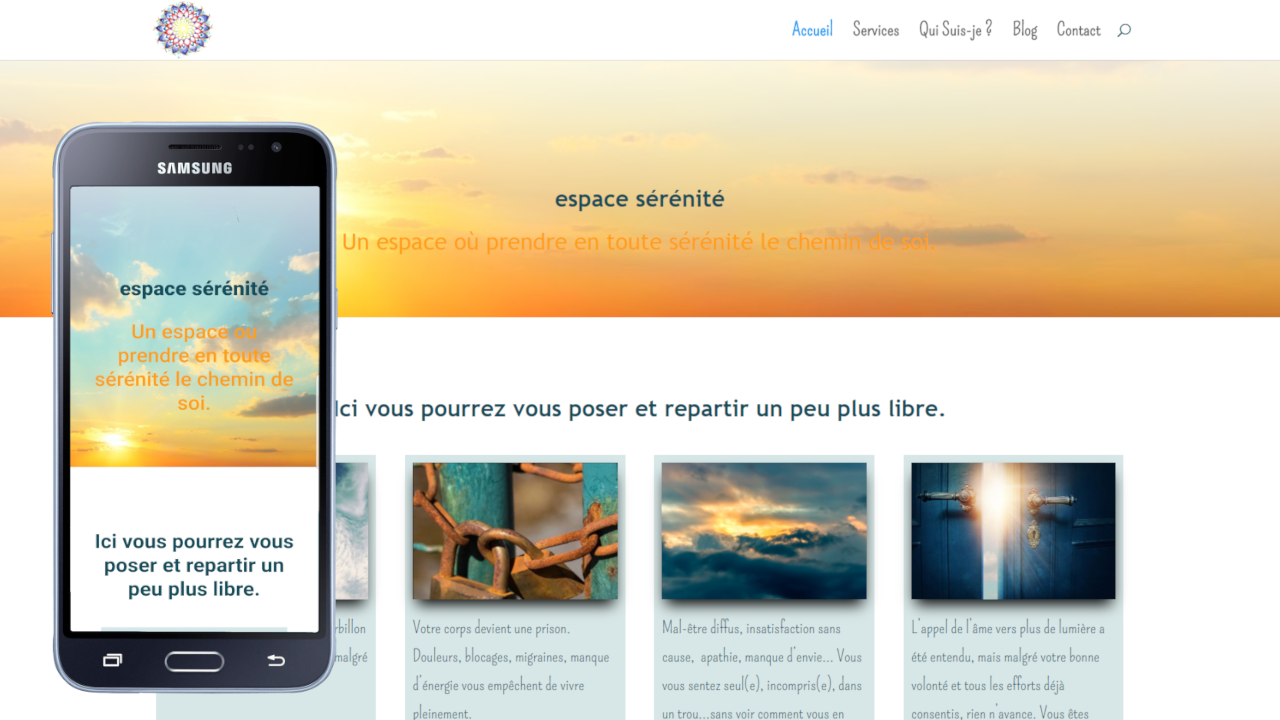 Accueil Services Qui Suis-je ? Blog Contact
espace sérénité
Un espace où prendre en toute sérénité le chemin de soi.
SAMSUNG
espace sérénité
Un espace où
prendre en toute
sérénité le chemin de
soi.
Ici vous pourrez vous
poser et repartir un
peu plus libre.
Ici vous pourrez vous poser et repartir un peu plus libre.
malgré
Votre corps devient une prison.
Douleurs, blocages, migraines, manque
d'énergie vous empêchent de vivre
pleinement.
Mal-être diffus, insatisfaction sans
cause, apathie, manque d'envie... Vous
vous sentez seul(e), incompris(e), dans
un trou...sans voir comment vous en
L'appel de l'âme vers plus de lumière a
été entendu, mais malgré votre bonne
volonté et tous les efforts déjà
consentis, rien n'avance. Vous êtes